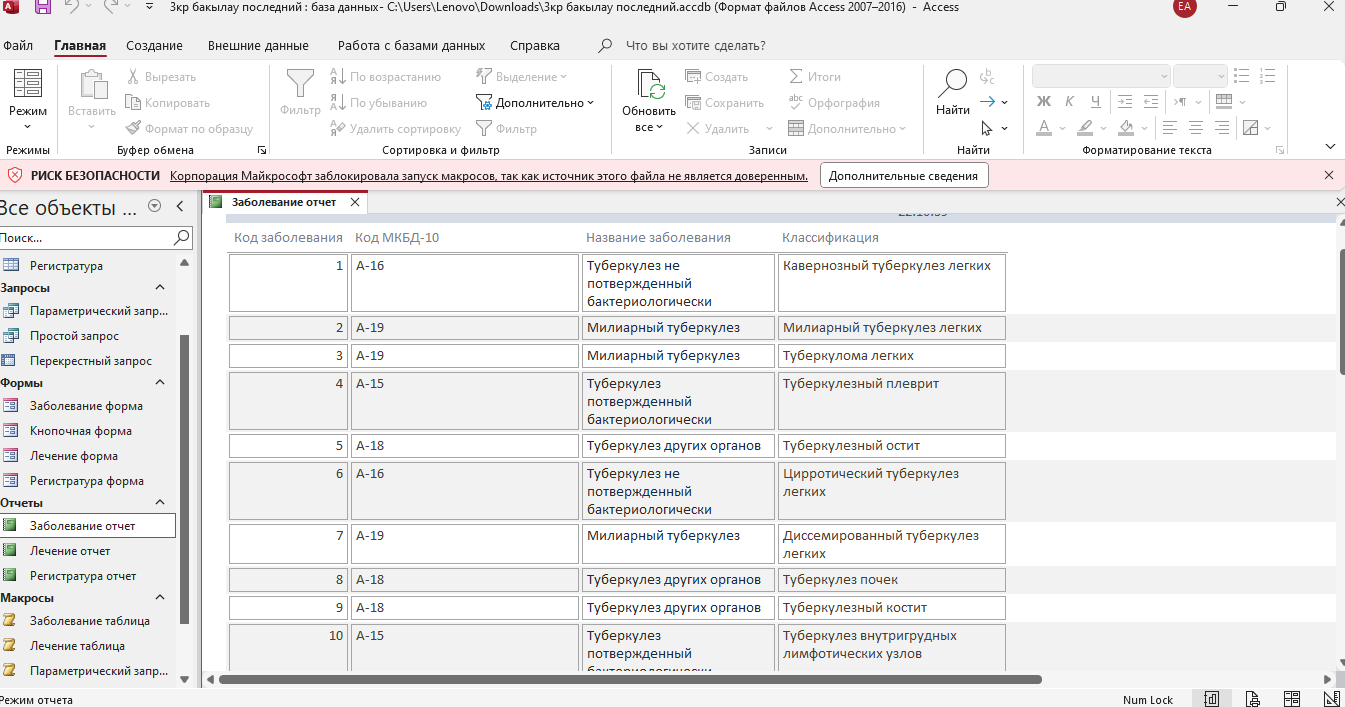 Зкр бакылау последний : база данных- C:\Users\Lenovo\Downloads\Зкр бакылау последний.accdb (Формат файлов Access 2007–2016) - Access
EA
Файл Главная Создание Внешние данные Работа с базами данных Справка Что вы хотите сделать?
Режим
Режимы
Вставить
Вырезать
Копировать
Формат по образцу
Буфер обмена
Фильтр
По возрастанию
По убыванию
Удалить сортировку
Выделение
Дополнительно
Фильтр
Сортировка и фильтр
Обновить
все
Создать
Сохранить
Удалить
Итоги
Орфография
Дополнительно
Записи
Найти
Найти
Ж К Ч
Форматирование текста
РИСК БЕЗОПАСНОСТИ Корпорация Майкрософт заблокировала запуск макросов, так как источник этого файла не является доверенным. Дополнительные сведения
Все объекты ...
Поиск...
Регистратура
Запросы
Параметрический запр...
Простой запрос
Перекрестный запрос
Формы
Заболевание форма
Кнопочная форма
Лечение форма
Регистратура форма
Отчеты
Заболевание отчет
Лечение отчет
Регистратура отчет
Макросы
Заболевание таблица
Лечение таблица
Параметрический запр...
Заболевание отчет
Код заболевания Код МКБД-10 Название заболевания Классификация
1 А-16 Туберкулез не Кавернозный туберкулез легких
потвержденный
бактериологически
2 А-19 Милиарный туберкулез Милиарный туберкулез легких
3 А-19 Милиарный туберкулез Туберкулома легких
4 А-15 Туберкулез Туберкулезный плеврит
потвержденный
бактериологически
5 А-18 Туберкулез других органов Туберкулезный остит
6 А-16 Туберкулез не Цирротический туберкулез
потвержденный легких
бактериологически
7 А-19 Милиарный туберкулез Диссемированный туберкулез
легких
8 А-18 Туберкулез других органов Туберкулез почек
9 А-18 Туберкулез других органов Туберкулезный костит
10 А-15 Туберкулез Туберкулез внутригрудных
потвержденный лимфотических узлов
Режим отчета
Num Lock